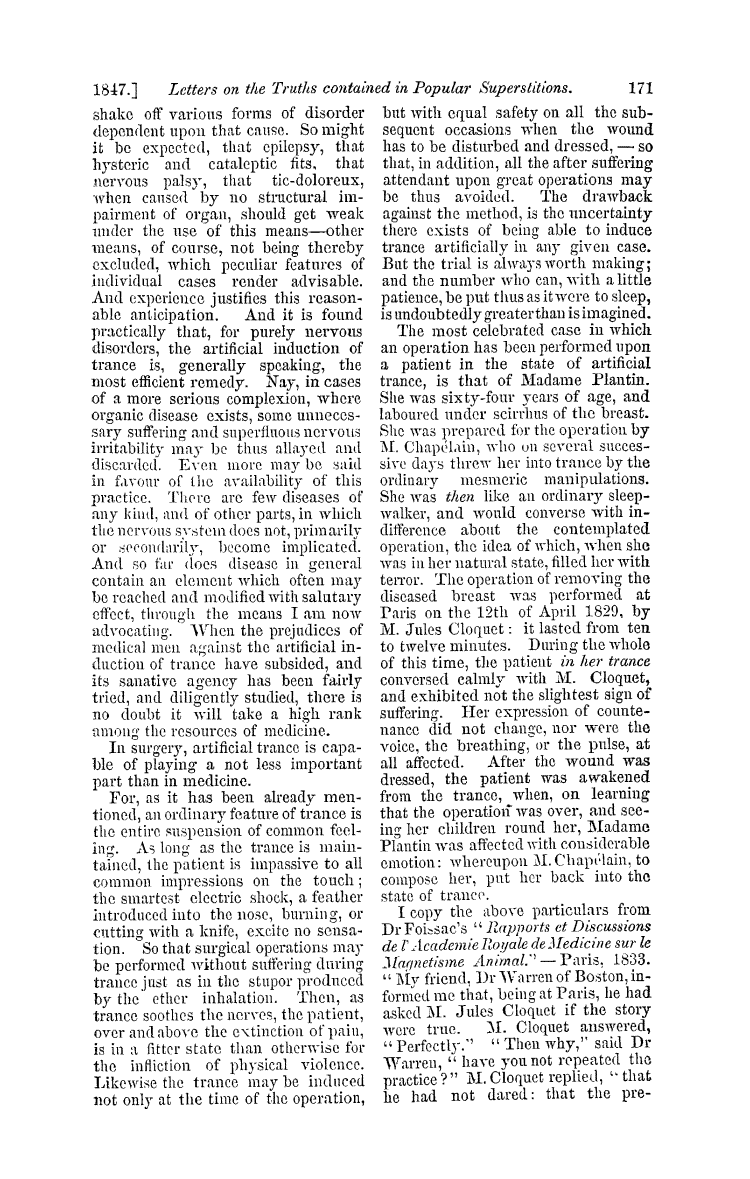 1847.] Letters on the Truths contained in Popular Superstitions. 171
shake off various forms of disorder
dependent upon that cause. So might
it be expected, that epilepsy, that
hysteric and cataleptic fits, that
nervous palsy, that tic-doloreux,
when caused by no structural im-
pairment of organ, should get weak
under the use of this means—other
means, of course, not being thereby
excluded, which peculiar features of
individual cases render advisable.
And experience justifies this reason-
able anticipation. And it is found
practically that, for purely nervous
disorders, the artificial induction of
trance is, generally speaking, the
most efficient remedy. Nay, in cases
of a more serious complexion, where
organic disease exists, some unneces-
sary suffering and superfluous nervous
irritability may be thus allayed and
discarded. Even more may be said
in favour of the availability of this
practice. There are few diseases of
any kind, and of other parts, in which
the nervous system does not, primarily
or secondarily, become implicated.
And so far does disease in general
contain an element which often may
be reached and modified with salutary
effect, through the means I am now
advocating. When the prejudices of
medical men against the artificial in-
duction of trance have subsided, and
its sanative agency has been fairly
tried, and diligently studied, there is
no doubt it will take a high rank
among the resources of medicine.
In surgery, artificial trance is capa-
ble of playing a not less important
part than in medicine.
For, as it has been already men-
tioned, an ordinary feature of trance is
the entire suspension of common feel-
ing. As long as the trance is main-
tained, the patient is impassive to all
common impressions on the touch;
the smartest electric shock, a feather
introduced into the nose, burning, or
cutting with a knife, excite no sensa-
tion. So that surgical operations may
be performed without suffering during
trance just as in the stupor produced
by the ether inhalation. Then, as
trance soothes the nerves, the patient,
over and above the extinction of pain,
is in a fitter state than otherwise for
the infliction of physical violence.
Likewise the trance may be induced
not only at the time of the operation,
but with equal safety on all the sub-
sequent occasions when the wound
has to be disturbed and dressed, — so
that, in addition, all the after suffering
attendant upon great operations may
be thus avoided. The drawback
against the method, is the uncertainty
there exists of being able to induce
trance artificially in any given case.
But the trial is always worth making;
and the number who can, with a little
patience, be put thus as it were to sleep,
is undoubtedly greater than is imagined.
The most celebrated case in which
an operation has been performed upon
a patient in the state of artificial
trance, is that of Madame Plantin.
She was sixty-four years of age, and
laboured under scirrhus of the breast.
She was prepared for the operation by
M. Chapélain, who on several succes-
sive days threw her into trance by the
ordinary mesmeric manipulations.
She was then like an ordinary sleep-
walker, and would converse with in-
difference about the contemplated
operation, the idea of which, when she
was in her natural state, filled her with
terror. The operation of removing the
diseased breast was performed at
Paris on the 12th of April 1829, by
M. Jules Cloquet: it lasted from ten
to twelve minutes. During the whole
of this time, the patient in her trance
conversed calmly with M. Cloquet,
and exhibited not the slightest sign of
suffering. Her expression of counte-
nance did not change, nor were the
voice, the breathing, or the pulse, at
all affected. After the wound was
dressed, the patient was awakened
from the trance, when, on learning
that the operation was over, and see-
ing her children round her, Madame
Plantin was affected with considerable
emotion: whereupon M. Chapélain, to
compose her, put her back into the
state of trance.
I copy the above particulars from
Dr Foissac's "Rapports et Discussions
de l'Academie Royale de Medicine sur le
Magnetisme Animal."—Paris, 1833.
"My friend, Dr Warren of Boston, in-
formed me that, being at Paris, he had
asked M. Jules Cloquet if the story
were true. M. Cloquet answered,
"Perfectly." "Then why," said Dr
Warren, "have you not repeated the
practice?" M. Cloquet replied, "that
he had not dared: that the pre-